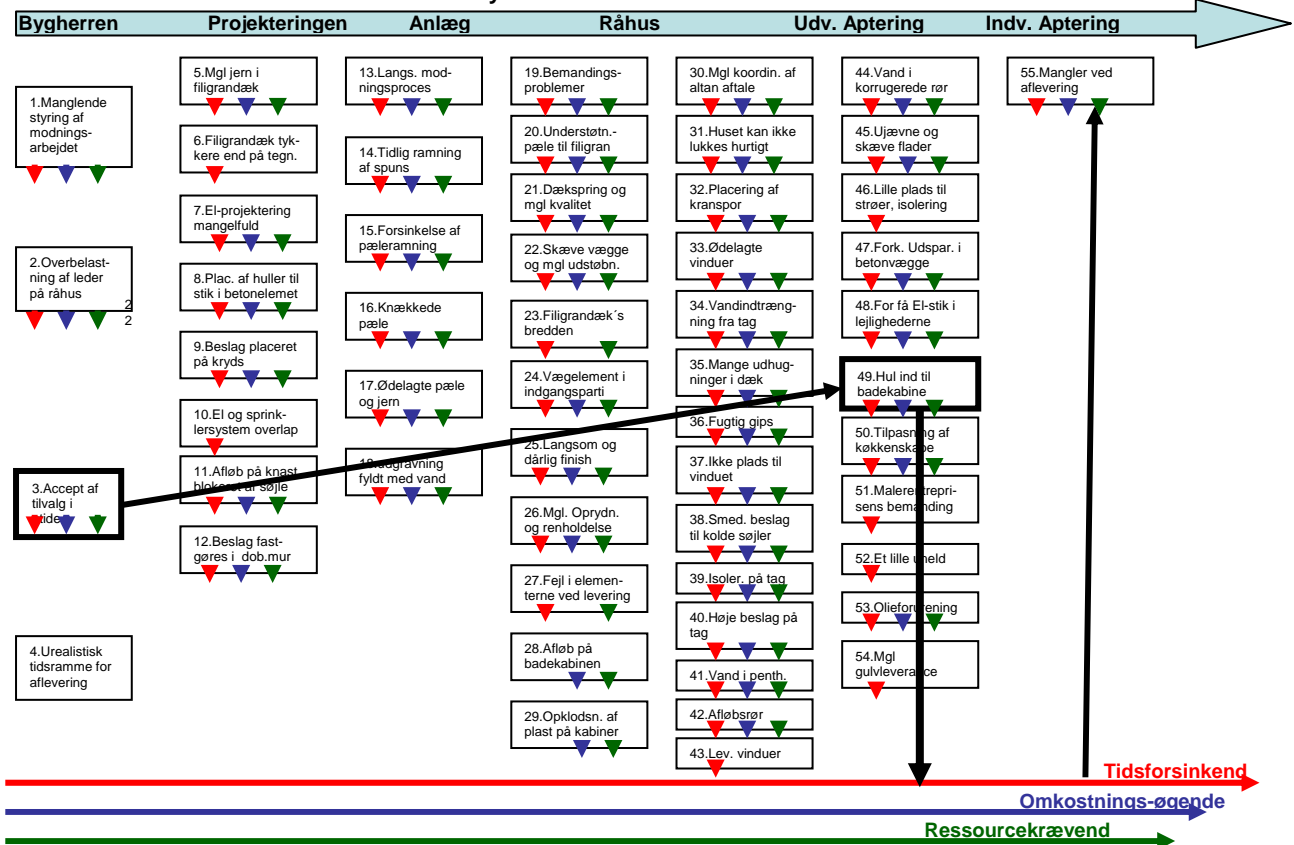 Bygherren Projekteringen Anlæg Råhus Udv. Aptering Indv. Aptering
1.Manglende
styring af
modnings-
arbejdet
2.Overbelast-
ning af leder
på råhus
2
2
3.Accept af
tilvalg i
4.Urealistisk
tidsramme for
aflevering
5.Mgl jern i
filigrandæk
6.Filigrandæk tyk-
kere end på tegn.
7.El-projektering
mangelfuld
8.Plac. af huller til
stik i betonelemet
9.Beslag placeret
på kryds
10.El og sprink-
lersystem overlap
11.Afløb på knast
blokeret af søjle
12.Beslag fast-
gøres i dob.mur
13.Langs. mod-
ningsproces
14.Tidlig ramning
af spuns
15.Forsinkelse af
pæleramning
16.Knækkede
pæle
17.Ødelagte pæle
og jern
18.Udgravning
fyldt med vand
19.Bemandings-
problemer
20.Understøtn.-
pæle til filigran
21.Dækspring og
mgl kvalitet
22.Skæve vægge
og mgl udstøbn.
23.Filigrandæk´s
bredden
24.Vægelement i
indgangsparti
25.Langsom og
dårlig finish
26.Mgl. Oprydn.
og renholdelse
27.Fejl i elemen-
terne ved levering
28.Afløb på
badekabinen
29.Opklodsn. af
plast på kabiner
30.Mgl koordin. af
altan aftale
31.Huset kan ikke
lukkes hurtigt
32.Placering af
kranspor
33.Ødelagte
vinduer
34.Vandindtræng-
ning fra tag
35.Mange udhug-
ninger i dæk
36.Fugtig gips
37.Ikke plads til
vinduet
38.Smed. beslag
til kolde søjler
39.Isoler. på tag
40.Høje beslag på
tag
41.Vand i penth.
42.Afløbsrør
43.Lev. vinduer
44.Vand i
korrugerede rør
45.Ujævne og
skæve flader
46.Lille plads til
strøer, isolering
47.Fork. Udspar. i
betonvægge
48.For få El-stik i
lejlighederne
49.Hul ind til
badekabine
50.Tilpasning af
køkkenskabe
51.Malerentrepri-
sens bemanding
52.Et lille uheld
53.Olieforurening
54.Mgl
gulvleverance
55.Mangler ved
aflevering
Tidsforsinkend
Omkostnings-øgende
Ressourcekrævend